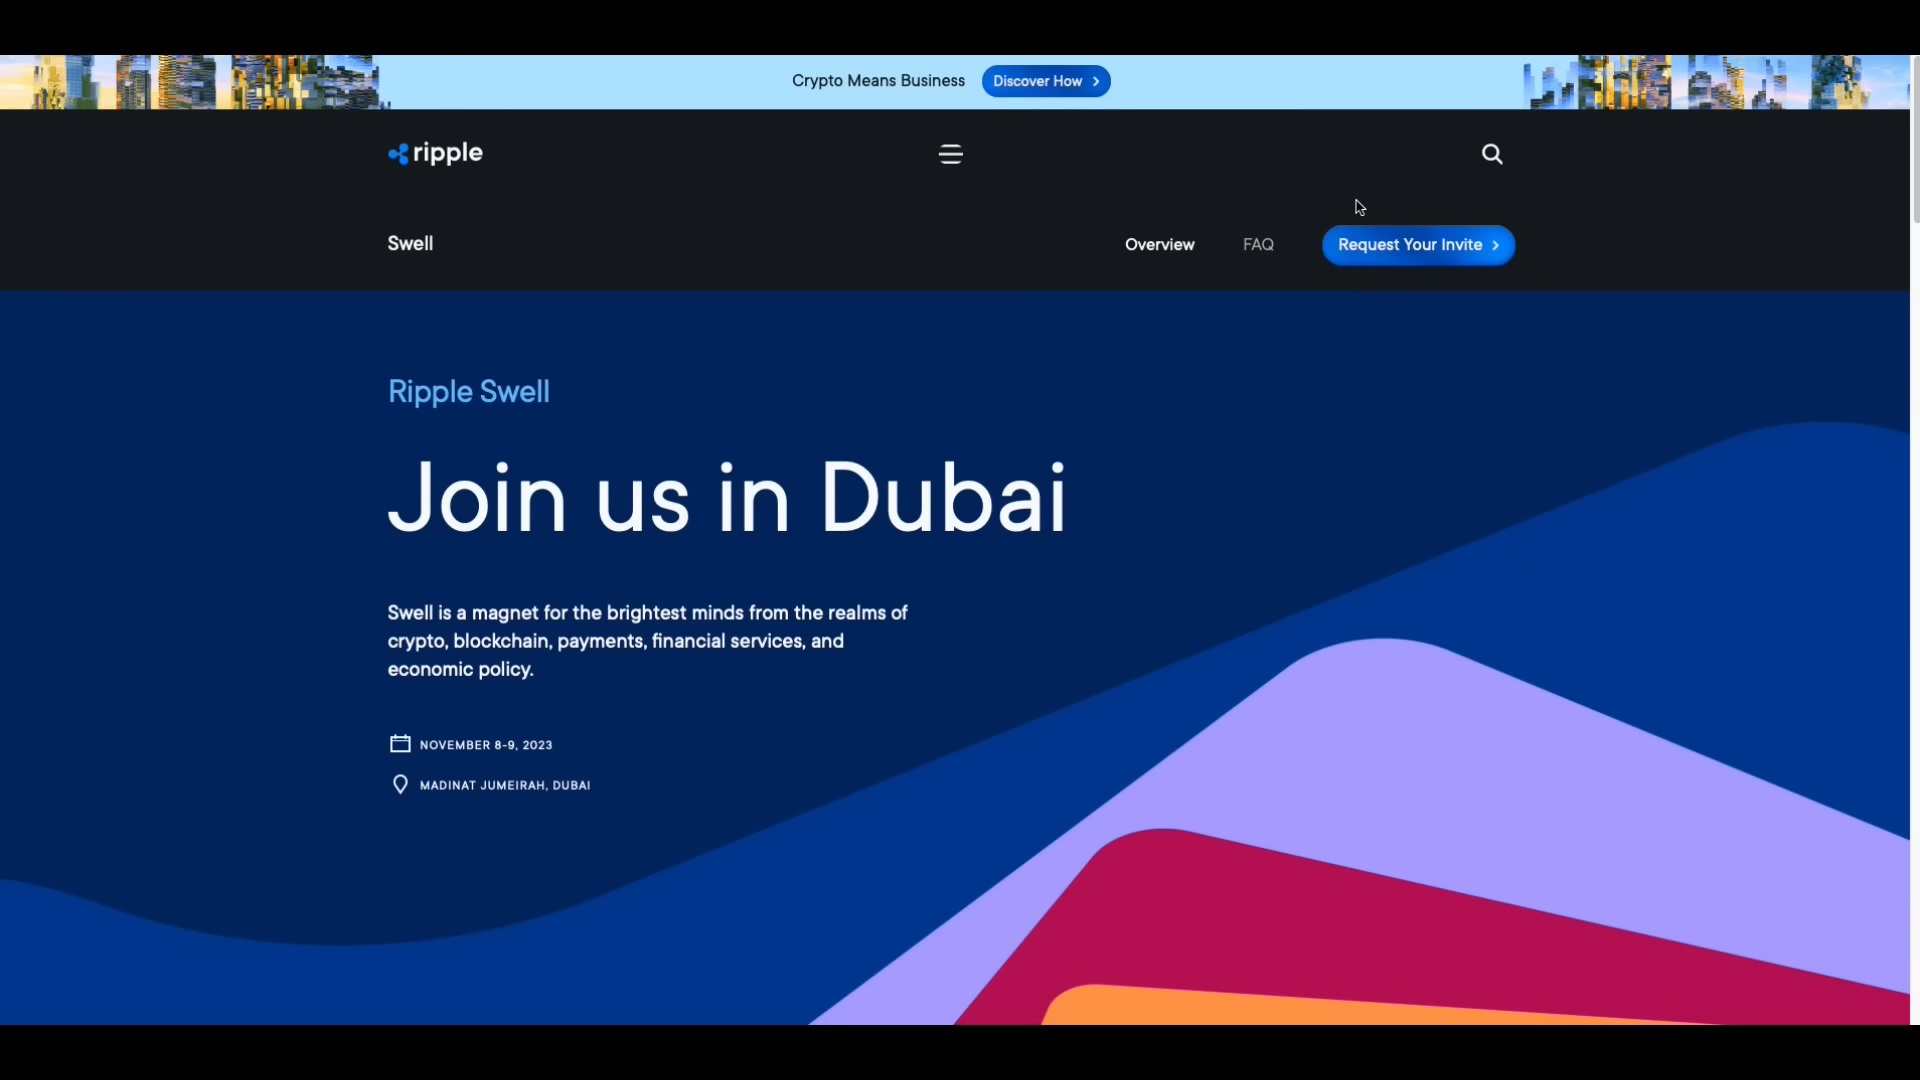 Crypto Means Business Discover How
ripple
Swell Overview FAQ Request Your Invite
Ripple Swell
Join us in Dubai
Swell is a magnet for the brightest minds from the realms of
crypto, blockchain, payments, financial services, and
economic policy.
NOVEMBER 8-9, 2023
MADINAT JUMEIRAH, DUBAI